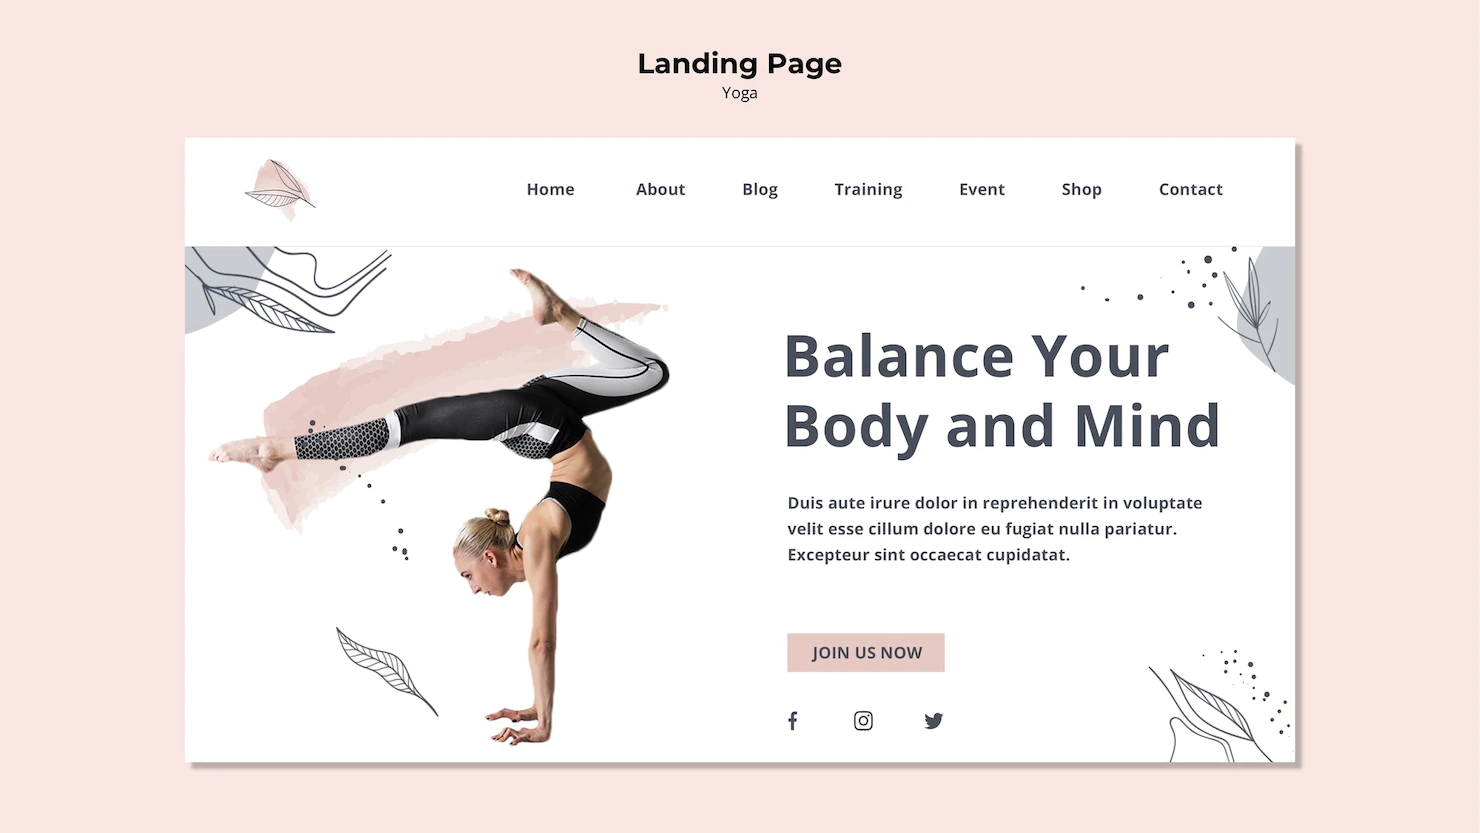 Landing Page
Yoga
Home About Blog Training Event Shop Contact
Balance Your
Body and Mind
Duis aute irure dolor in reprehenderit in voluptate
velit esse cillum dolore eu fugiat nulla pariatur.
Excepteur sint occaecat cupidatat.
JOIN US NOW